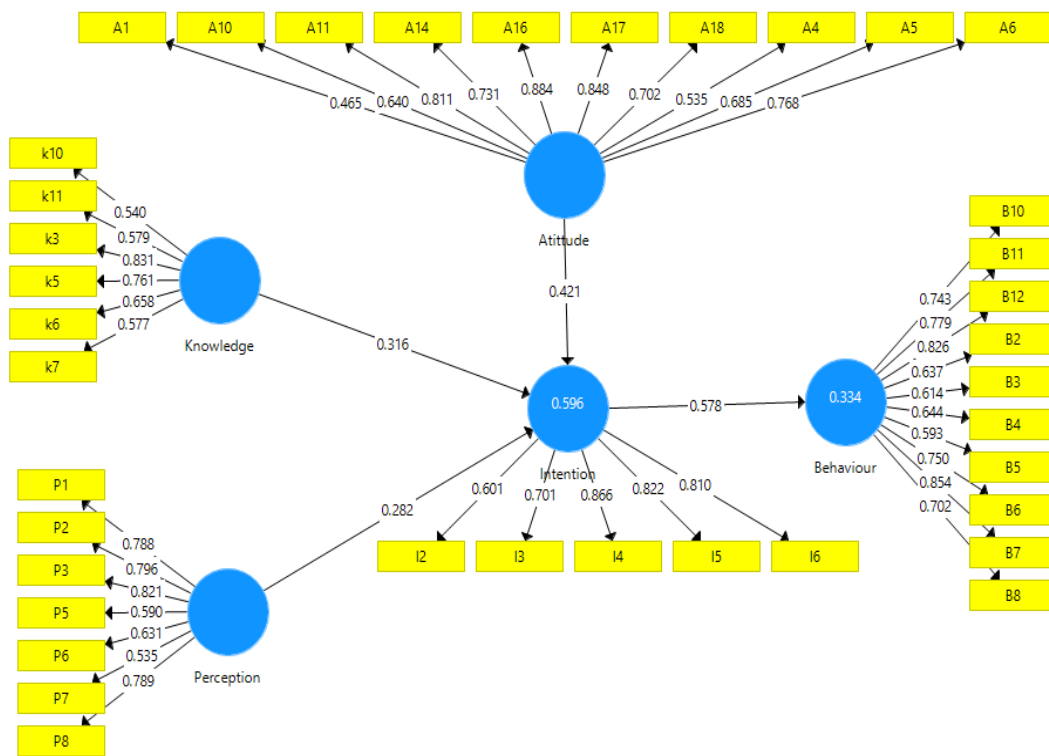 A1 A10 A11 A14 A16 A17 A18 A4 A5 A6
0.465 0.640 0.811 0.731 0.884 0.848 0.702 0.535 0.685 0.768
Atittude
k10
k11
k3
k5
k6
k7
0.540
0.579
0.831
0.761
0.658
0.577
Knowledge
0.421
0.316
0.282
0.596
Intention
0.578
0.334
Behaviour
B10
B11
B12
B2
B3
B4
B5
B6
B7
B8
0.743
0.779
0.826
0.637
0.614
0.644
0.593
0.750
0.854
0.702
0.601 0.701 0.866 0.822 0.810
I2 I3 I4 I5 I6
P1
P2
P3
P5
P6
P7
P8
0.788
0.796
0.821
0.590
0.631
0.535
0.789
Perception